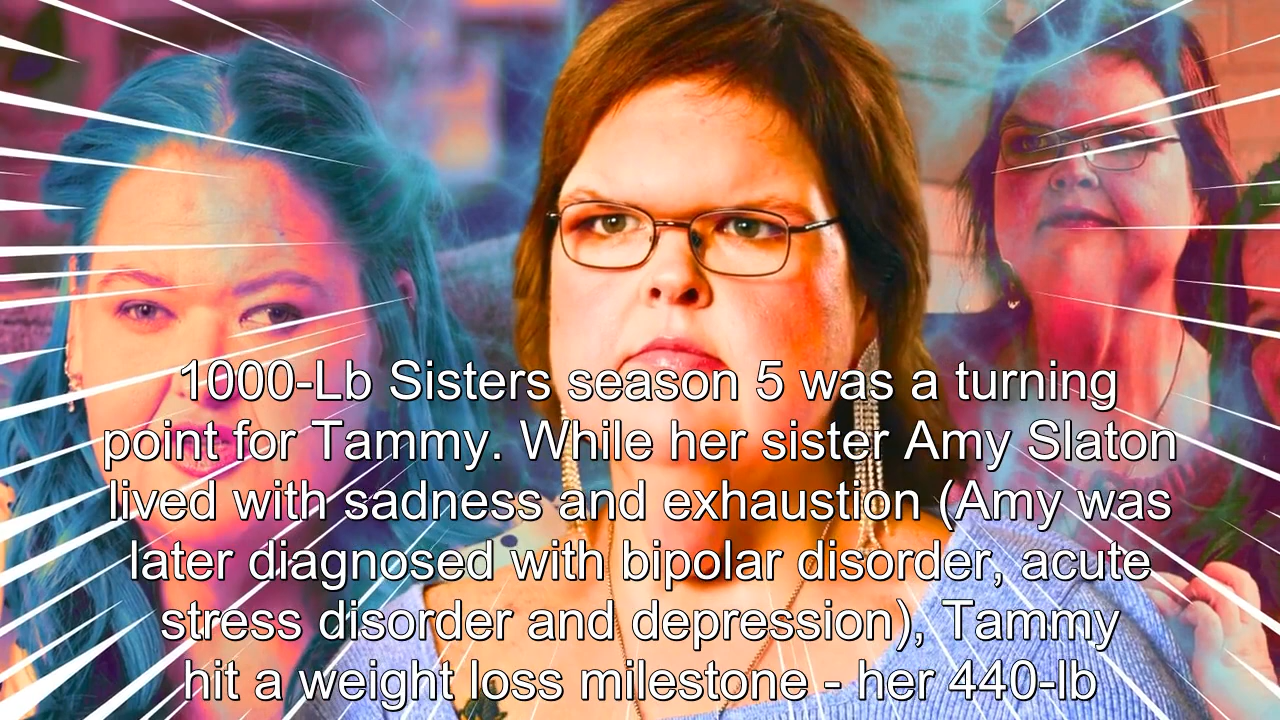 1000-Lb Sisters season 5 was a turning
point for Tammy. While her sister Amy Slaton
lived with sadness and exhaustion (Amy was
later diagnosed with bipolar disorder, acute
stress disorder and depression), Tammy
hit a weight loss milestone - her 440-lb